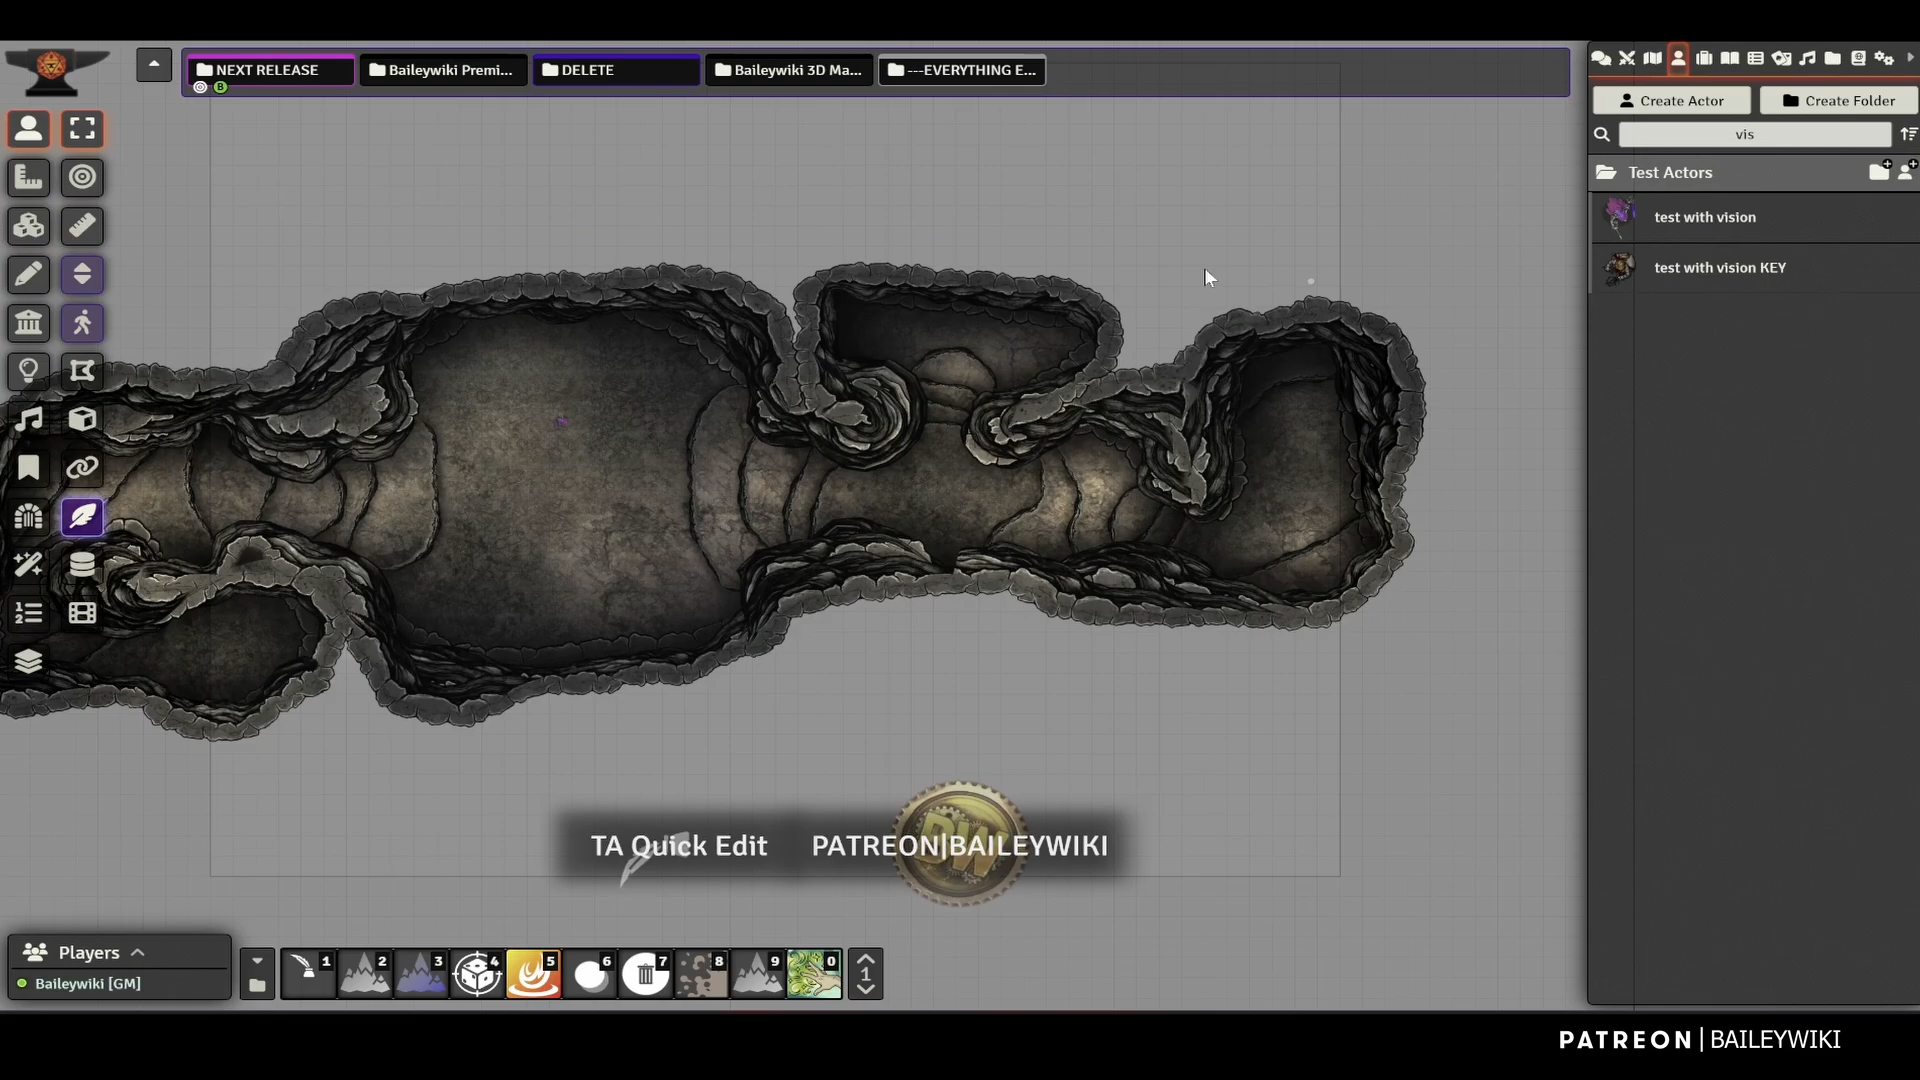 NEXT RELEASE
B
Baileywiki Premi...
DELETE
Baileywiki 3D Ma...
---EVERYTHING E...
Create Actor
Create Folder
vis
Test Actors
test with vision
test with vision KEY
TA Quick Edit
PATREON|BAILEYWIKI
BW
Players
Baileywiki [GM]
1
2
3
4
5
6
7
8
9
0
1
PATREON|BAILEYWIKI